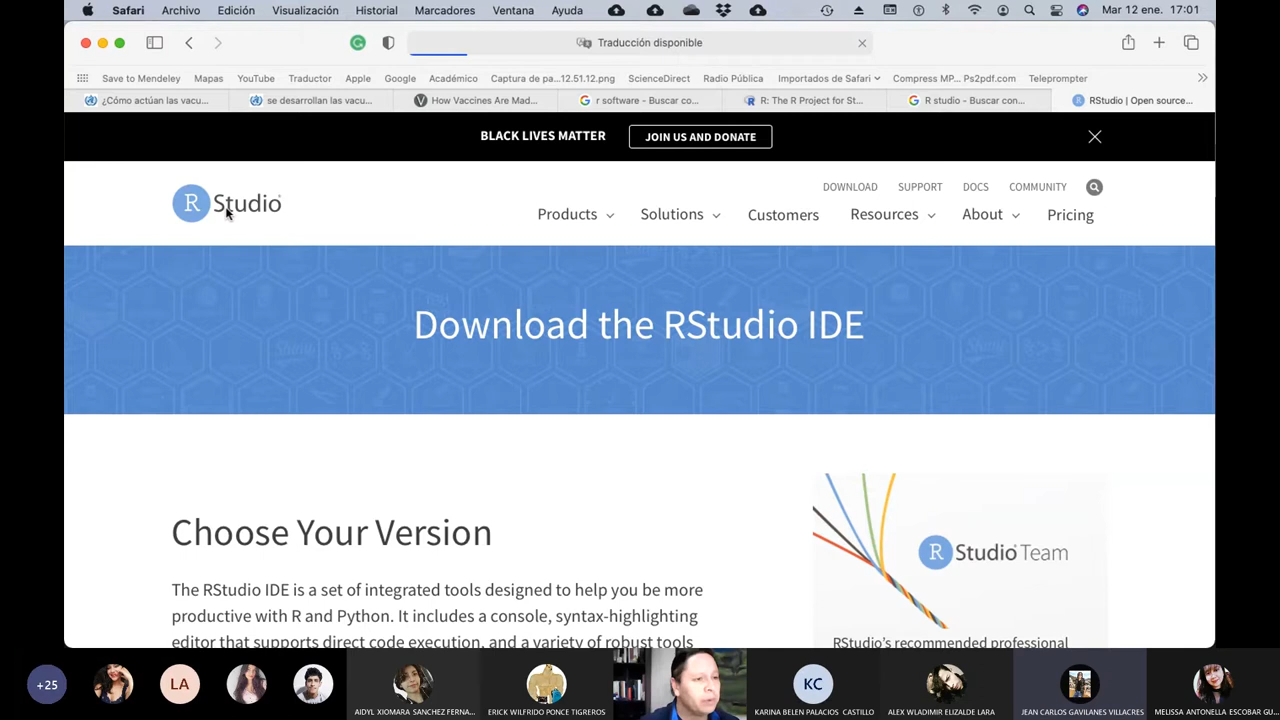 Safari Archivo Edición Visualización Historial Marcadores Ventana Ayuda Mar 12 ene. 17:01
Traducción disponible
Save to Mendeley Mapas YouTube Traductor Apple Google Académico Captura de pa...12.51.12.png ScienceDirect Radio Pública Importados de Safari Compress MP... Ps2pdf.com Teleprompter
¿Cómo actúan las vacu... se desarrollan las vacu... How Vaccines Are Mad... r software - Buscar co... R: The R Project for St... R studio - Buscar con... RStudio | Open source...
BLACK LIVES MATTER JOIN US AND DONATE
DOWNLOAD SUPPORT DOCS COMMUNITY
R Studio
Products Solutions Customers Resources About Pricing
Download the RStudio IDE
Choose Your Version
R Studio Team
The RStudio IDE is a set of integrated tools designed to help you be more
productive with R and Python. It includes a console, syntax-highlighting
editor that supports direct code execution, and a variety of robust tools
RStudio's recommended professional
+25 LA KC
AIDYL XIOMARA SANCHEZ FERNA... ERICK WILFRIDO PONCE TIGREROS KARINA BELEN PALACIOS CASTILLO ALEX WLADIMIR ELIZALDE LARA JEAN CARLOS GAVILANES VILLACRES MELISSA ANTONELLA ESCOBAR GU...